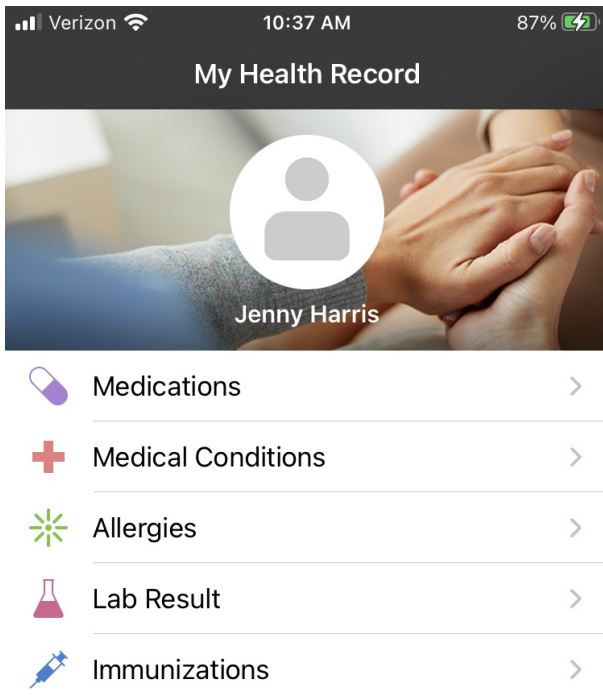 Verizon 10:37 AM 87%
My Health Record
Jenny Harris
Medications
Medical Conditions
Allergies
Lab Result
Immunizations